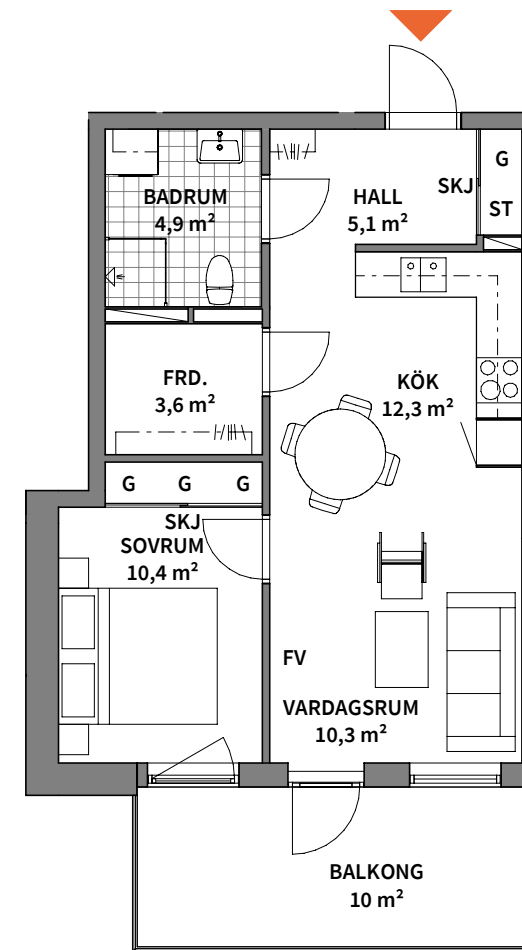 BADRUM
4,9 m²
HALL
5,1 m²
SKJ
G
ST
FRD.
3,6 m²
KÖK
12,3 m²
G G G
SKJ
SOVRUM
10,4 m²
FV
VARDAGSRUM
10,3 m²
BALKONG
10 m²